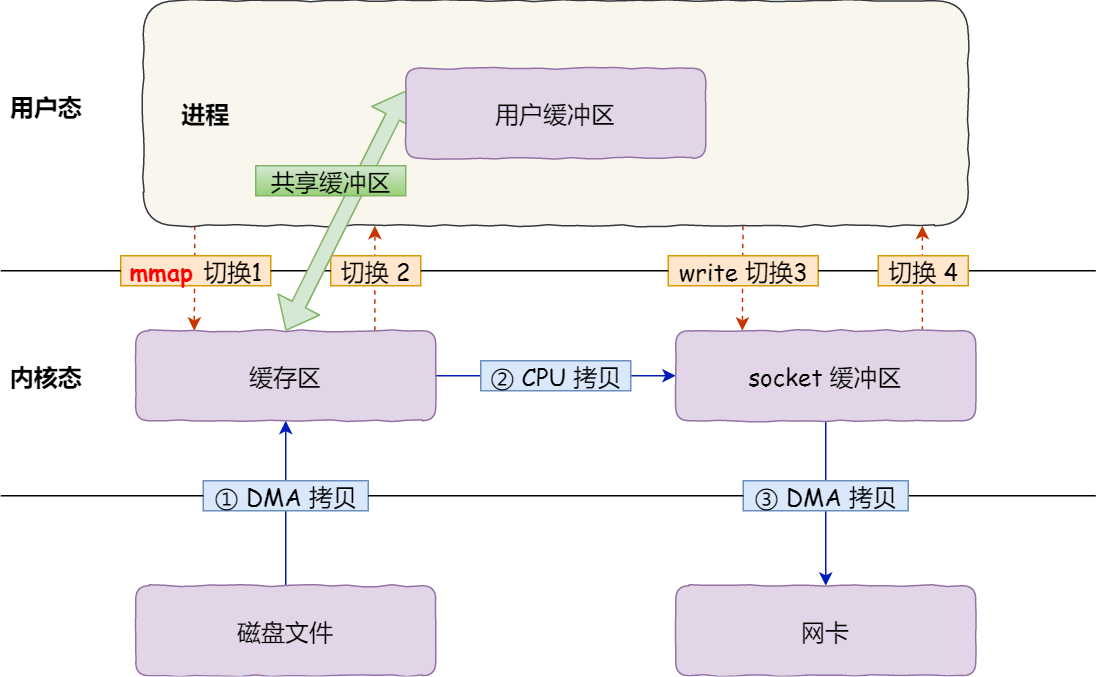 用户态
进程
用户缓冲区
共享缓冲区
mmap 切换1
切换 2
write 切换3
切换 4
内核态
缓存区
② CPU 拷贝
socket 缓冲区
① DMA 拷贝
③ DMA 拷贝
磁盘文件
网卡